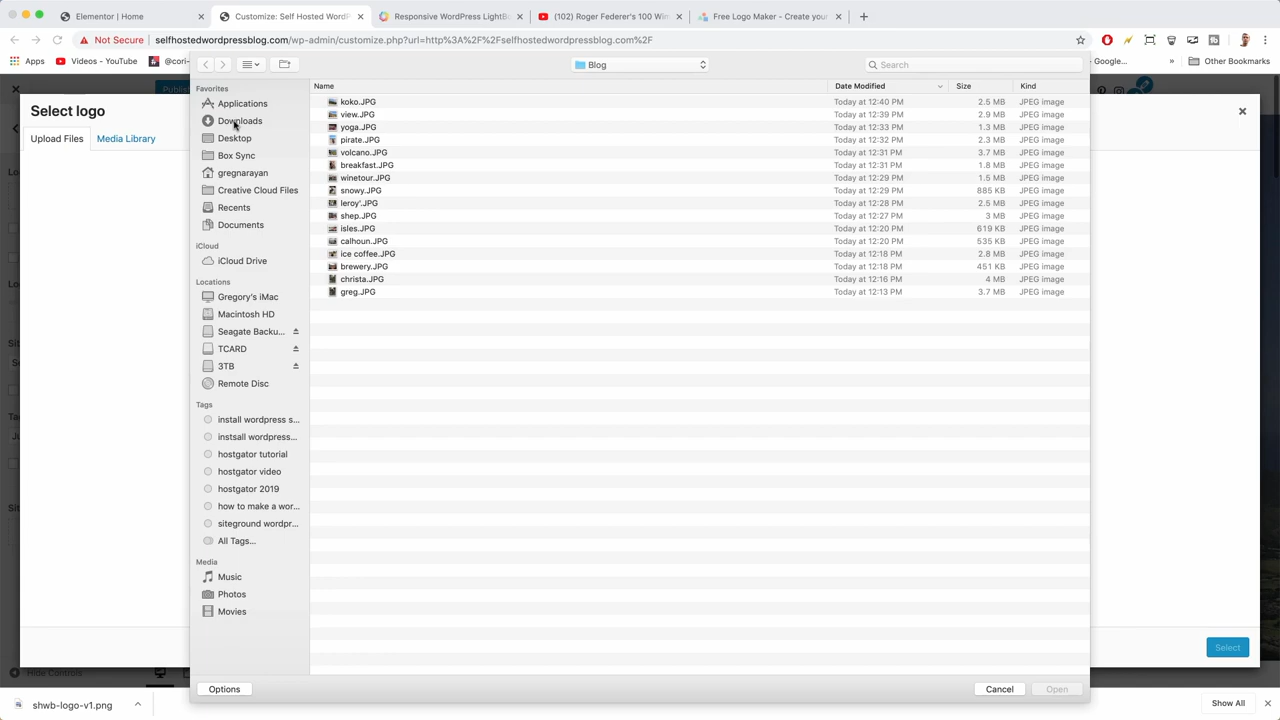 Elementor | Home
Customize: Self Hosted WordP
Responsive WordPress LightBo
(102) Roger Federer's 100 Win
Free Logo Maker - Create your
Not Secure
selfhostedwordpressblog.com/wp-admin/customize.php?url=http%3A%2F%2Fselfhostedwordpressblog.com%2F
Apps
Videos - YouTube
@cori-
Google...
»
Other Bookmarks
Publis
Blog
Search
Select logo
Upload Files
Media Library
Favorites
Applications
Downloads
Desktop
Box Sync
gregnarayan
Creative Cloud Files
Recents
Documents
iCloud
iCloud Drive
Locations
Gregory's iMac
Macintosh HD
Seagate Backu...
TCARD
3TB
Remote Disc
Tags
install wordpress s...
instsall wordpress...
hostgator tutorial
hostgator video
hostgator 2019
how to make a wor...
siteground wordpr...
All Tags...
Media
Music
Photos
Movies
Name Date Modified Size Kind
koko.JPG Today at 12:40 PM 2.5 MB JPEG image
view.JPG Today at 12:37 PM 2.9 MB JPEG image
yoga.JPG Today at 12:33 PM 1.3 MB JPEG image
pirate.JPG Today at 12:32 PM 2.3 MB JPEG image
volcano.JPG Today at 12:31 PM 3.7 MB JPEG image
breakfast.JPG Today at 12:31 PM 1.8 MB JPEG image
winetour.JPG Today at 12:29 PM 1.5 MB JPEG image
snowy.JPG Today at 12:29 PM 885 KB JPEG image
leroy'.JPG Today at 12:28 PM 2.5 MB JPEG image
shep.JPG Today at 12:27 PM 3 MB JPEG image
isles.JPG Today at 12:20 PM 619 KB JPEG image
calhoun.JPG Today at 12:20 PM 535 KB JPEG image
ice coffee.JPG Today at 12:18 PM 2.8 MB JPEG image
brewery.JPG Today at 12:18 PM 451 KB JPEG image
christa.JPG Today at 12:16 PM 4 MB JPEG image
greg.JPG Today at 12:13 PM 3.7 MB JPEG image
Select
Hide Controls
Options
Cancel
Open
shwb-logo-v1.png
Show All